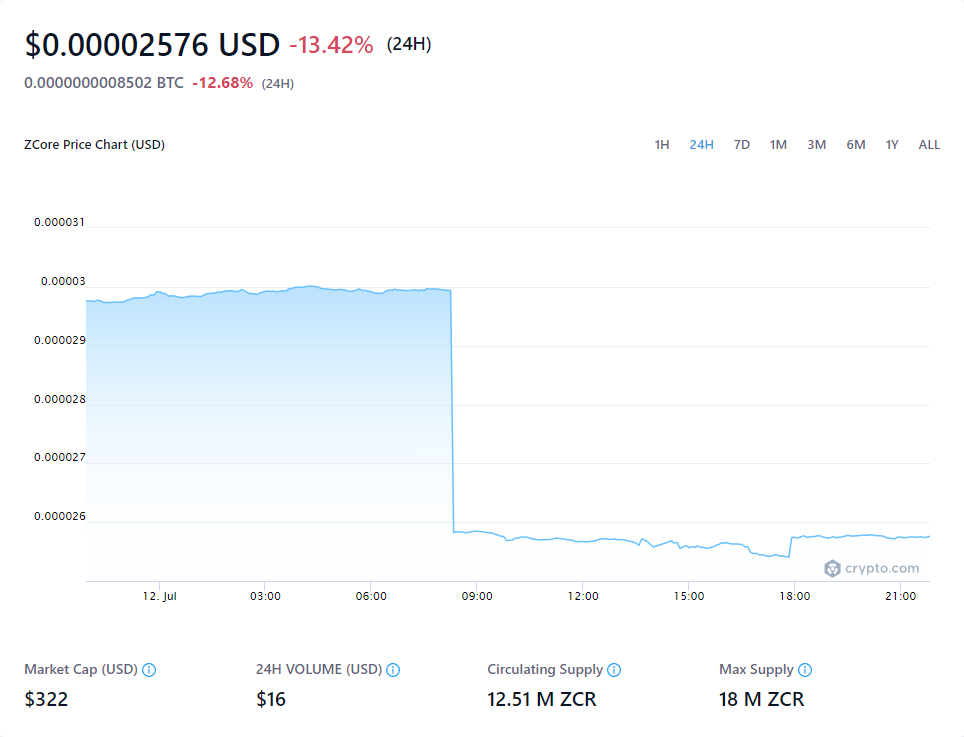 $0.00002576 USD -13.42% (24H)
0.0000000008502 BTC -12.68% (24H)
ZCore Price Chart (USD) 1H 24H 7D 1M 3M 6M 1Y ALL
0.000031
0.00003
0.000029
0.000028
0.000027
0.000026
crypto.com
12. Jul 03:00 06:00 09:00 12:00 15:00 18:00 21:00
Market Cap (USD) 24H VOLUME (USD) Circulating Supply Max Supply
$322 $16 12.51 M ZCR 18 M ZCR